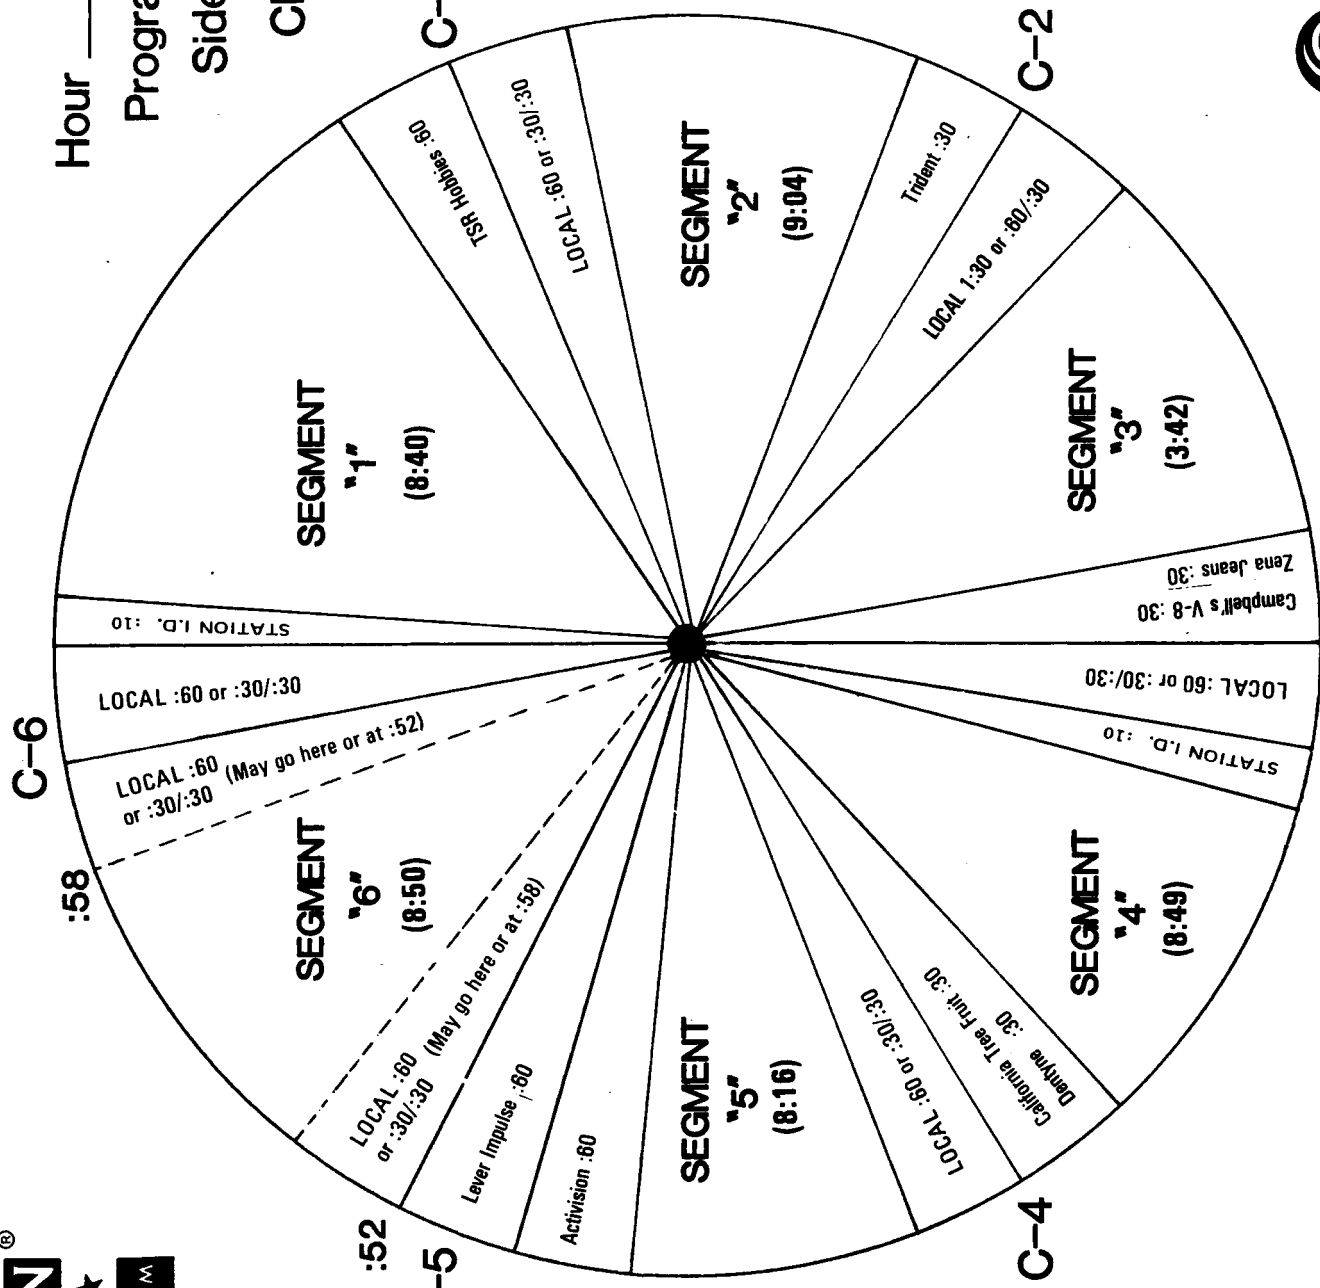 Hour
Progra
Side
Cl
C-
C-2
TSR Hobbies :60
LOCAL :60 or :30/:30
SEGMENT
"2"
(9:04)
Trident :30
LOCAL 1:30 or :60/:30
SEGMENT
"1"
(8:40)
SEGMENT
"3"
(3:42)
Zena Jeans :30
Campbell's V-8 :30
STATION I.D. :10
LOCAL :60 or :30/:30
LOCAL :60 or :30/:30
STATION I.D. :10
C-6
LOCAL :60
or :30/:30
(May go here or at :52)
:58
SEGMENT
"6"
(8:50)
SEGMENT
"4"
(8:49)
LOCAL :60
or :30/:30
(May go here or at :58)
Lever Impulse :60
Activision :60
SEGMENT
"5"
(8:16)
LOCAL :60 or :30/:30
California Tree Fruit :30
Dentyne :30
:52
-5
C-4
®
N